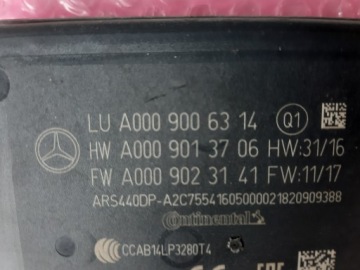 LU A000 900 63 14 Q1
HW A000 901 37 06 HW:31/16
FW A000 902 31 41 FW:11/17
ARS440DP-A2C75541605000021820909388
Continental
CCAB14LP3280T4